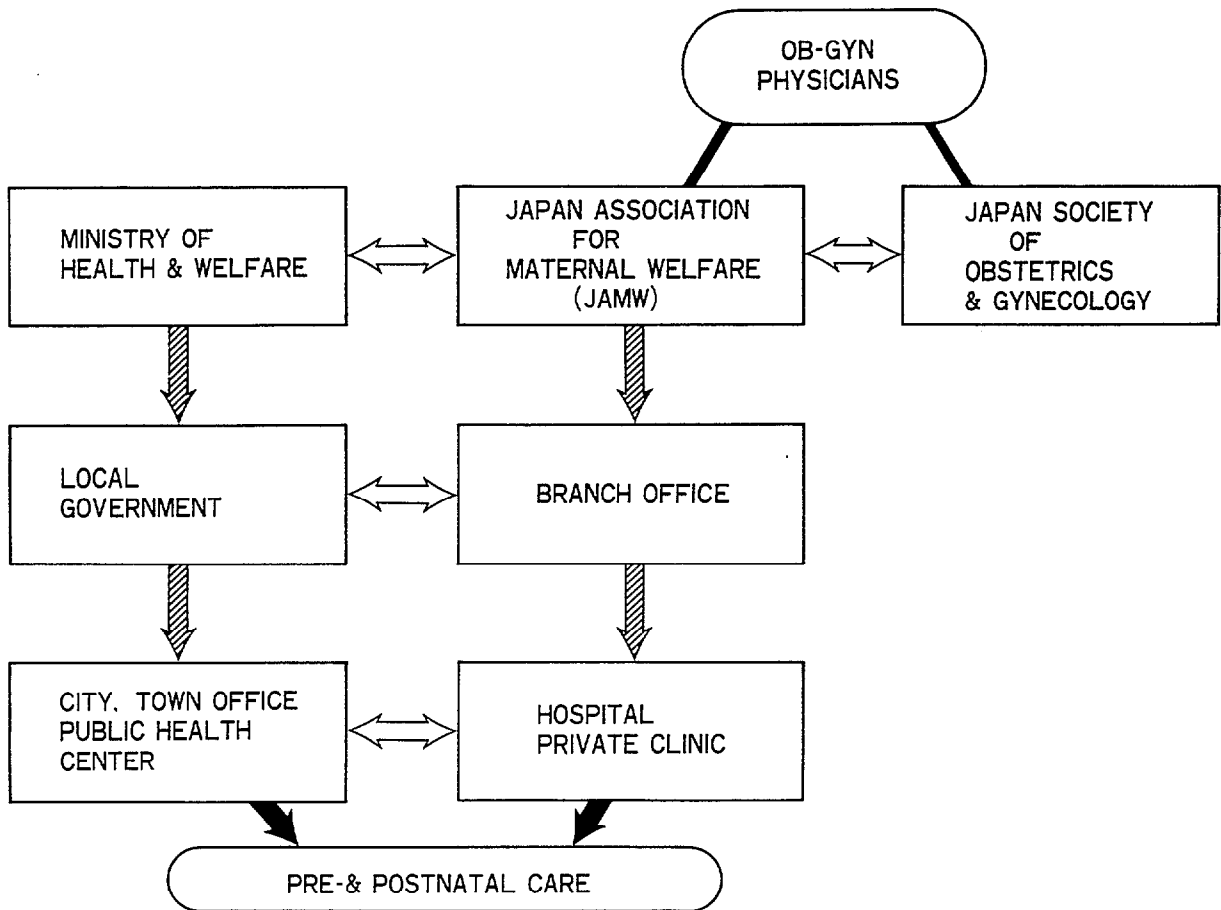 OB-GYN
PHYSICIANS
MINISTRY OF
HEALTH & WELFARE
JAPAN ASSOCIATION
FOR
MATERNAL WELFARE
(JAMW)
JAPAN SOCIETY
OF
OBSTETRICS
& GYNECOLOGY
LOCAL
GOVERNMENT
BRANCH OFFICE
CITY. TOWN OFFICE
PUBLIC HEALTH
CENTER
HOSPITAL
PRIVATE CLINIC
PRE-& POSTNATAL CARE